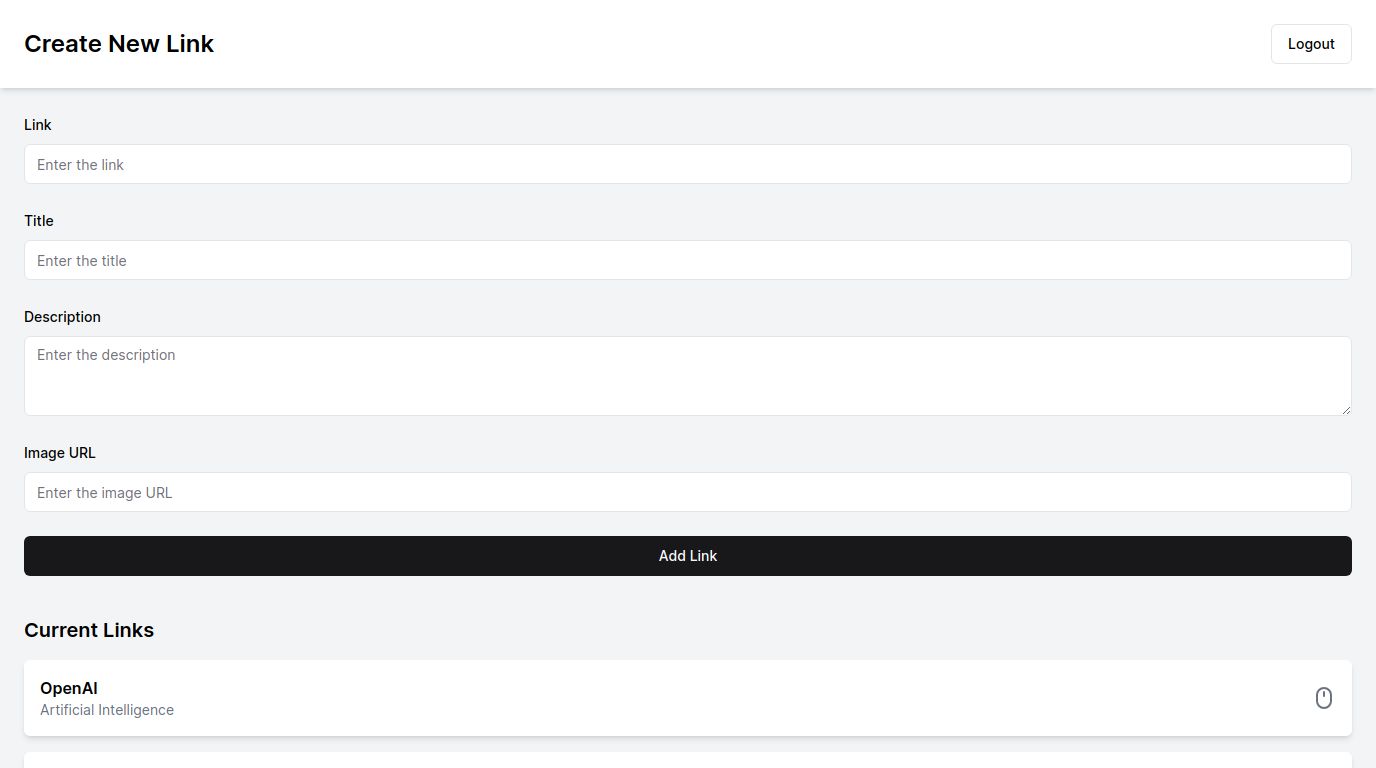 Create New Link
Logout
Link
Enter the link
Title
Enter the title
Description
Enter the description
Image URL
Enter the image URL
Add Link
Current Links
OpenAI
Artificial Intelligence